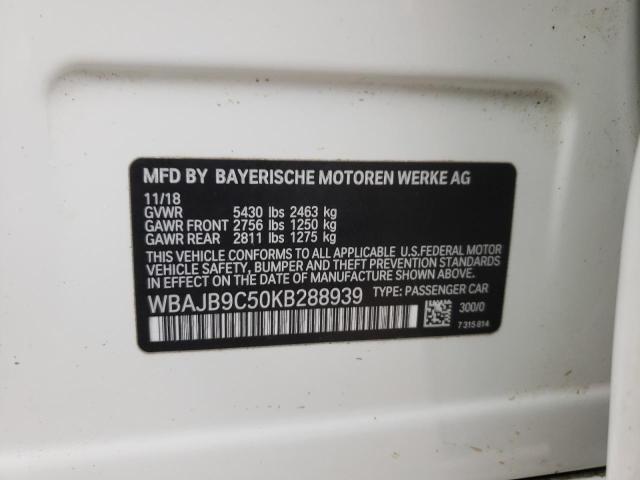 MFD BY BAYERISCHE MOTOREN WERKE AG
11/18
GVWR 5430 lbs 2463 kg
GAWR FRONT 2756 lbs 1250 kg
GAWR REAR 2811 lbs 1275 kg
THIS VEHICLE CONFORMS TO ALL APPLICABLE U.S.FEDERAL MOTOR
VEHICLE SAFETY, BUMPER AND THEFT PREVENTION STANDARDS
IN EFFECT ON THE DATE OF MANUFACTURE SHOWN ABOVE.
WBAJB9C50KB288939 TYPE: PASSENGER CAR
300/0
7 315 814